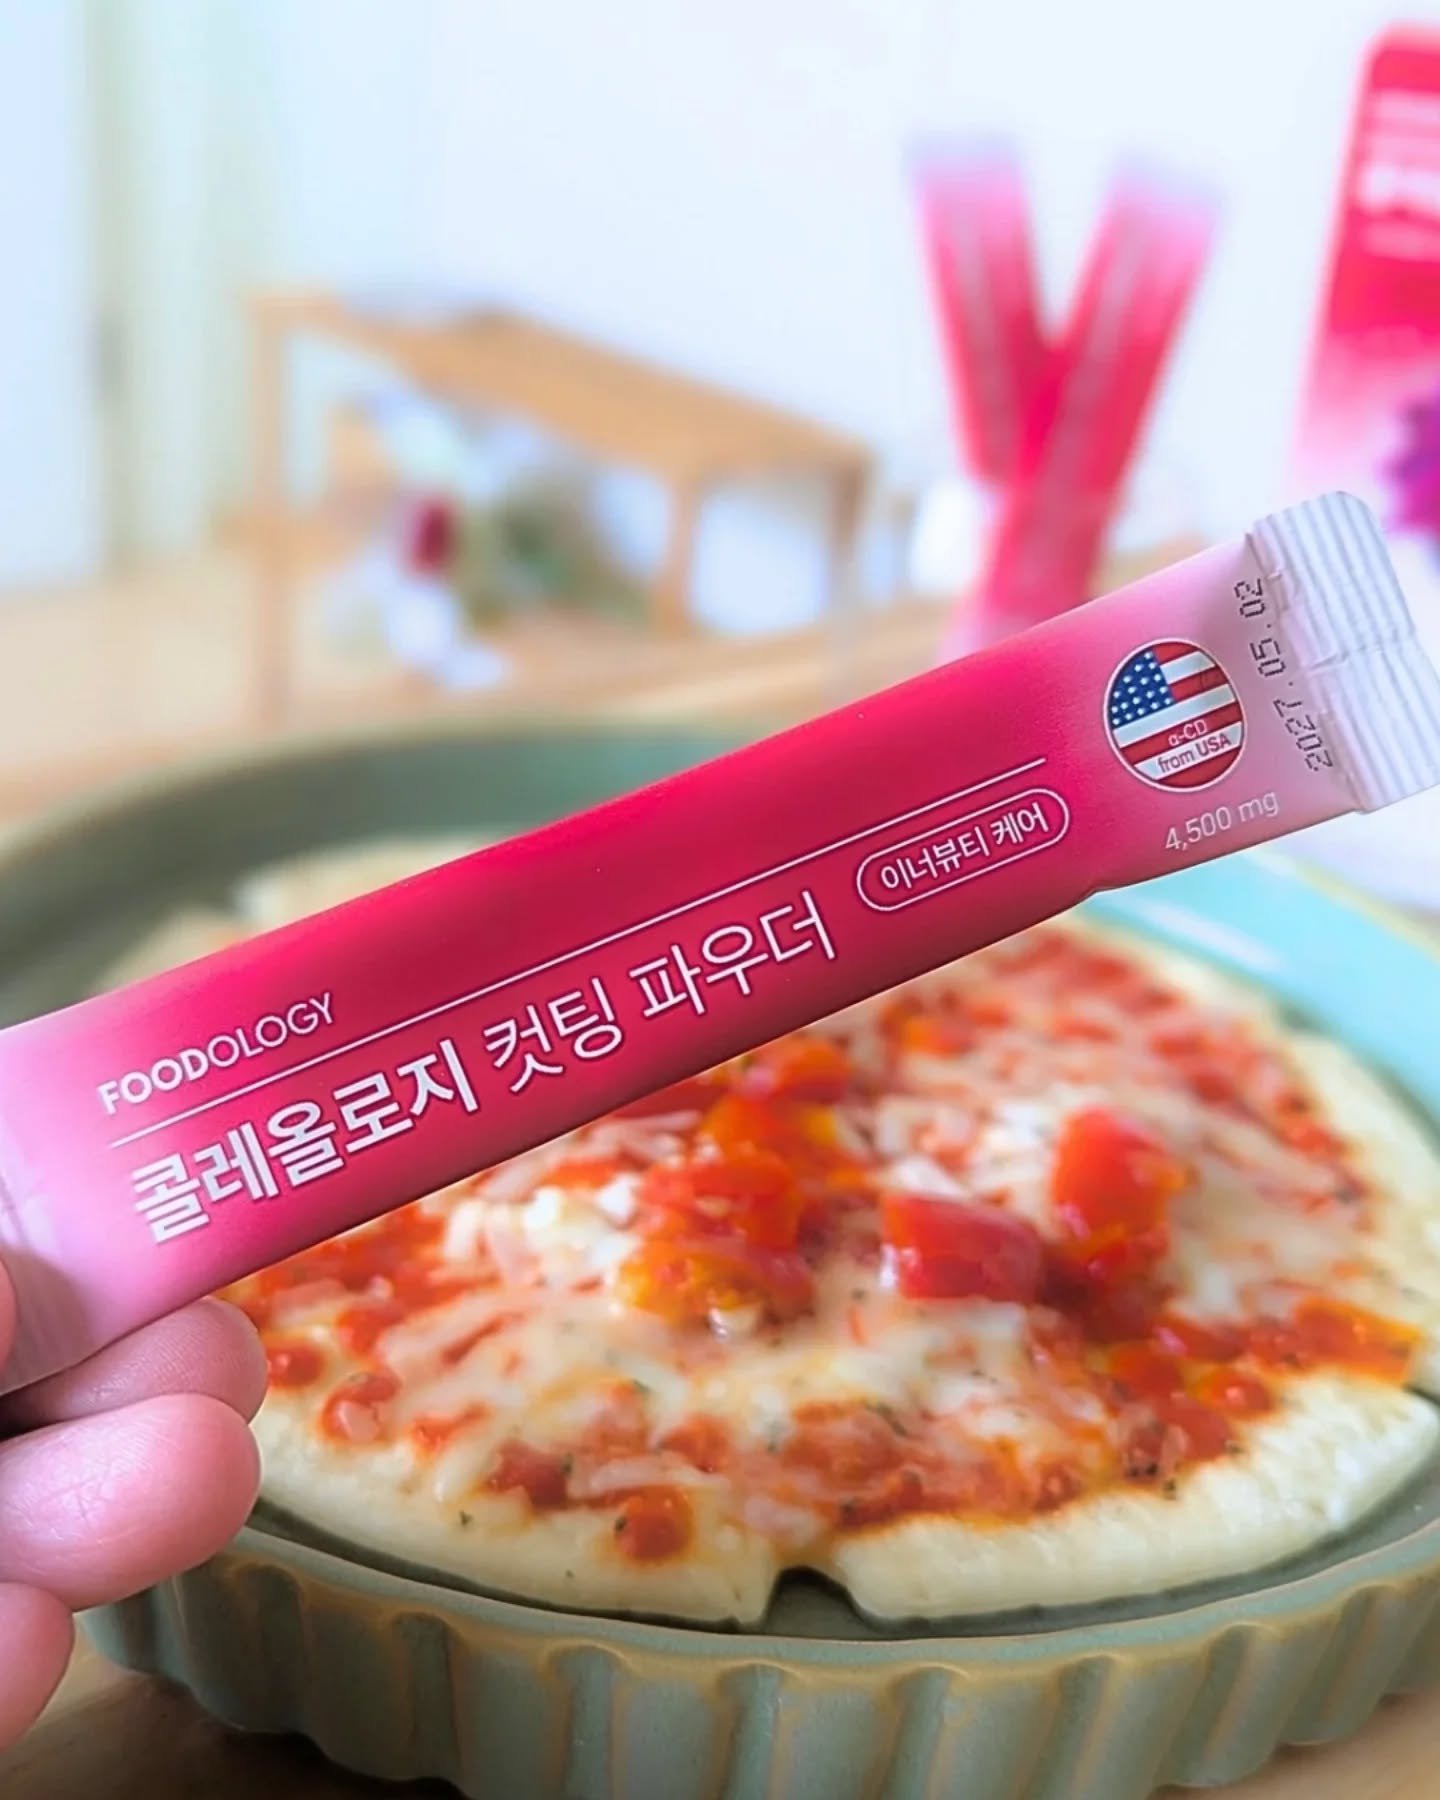 FOODOLOGY
콜레올로지 컷팅 파우더
이너뷰티 케어
α-CD
from USA
4,500 mg
2027.05.02